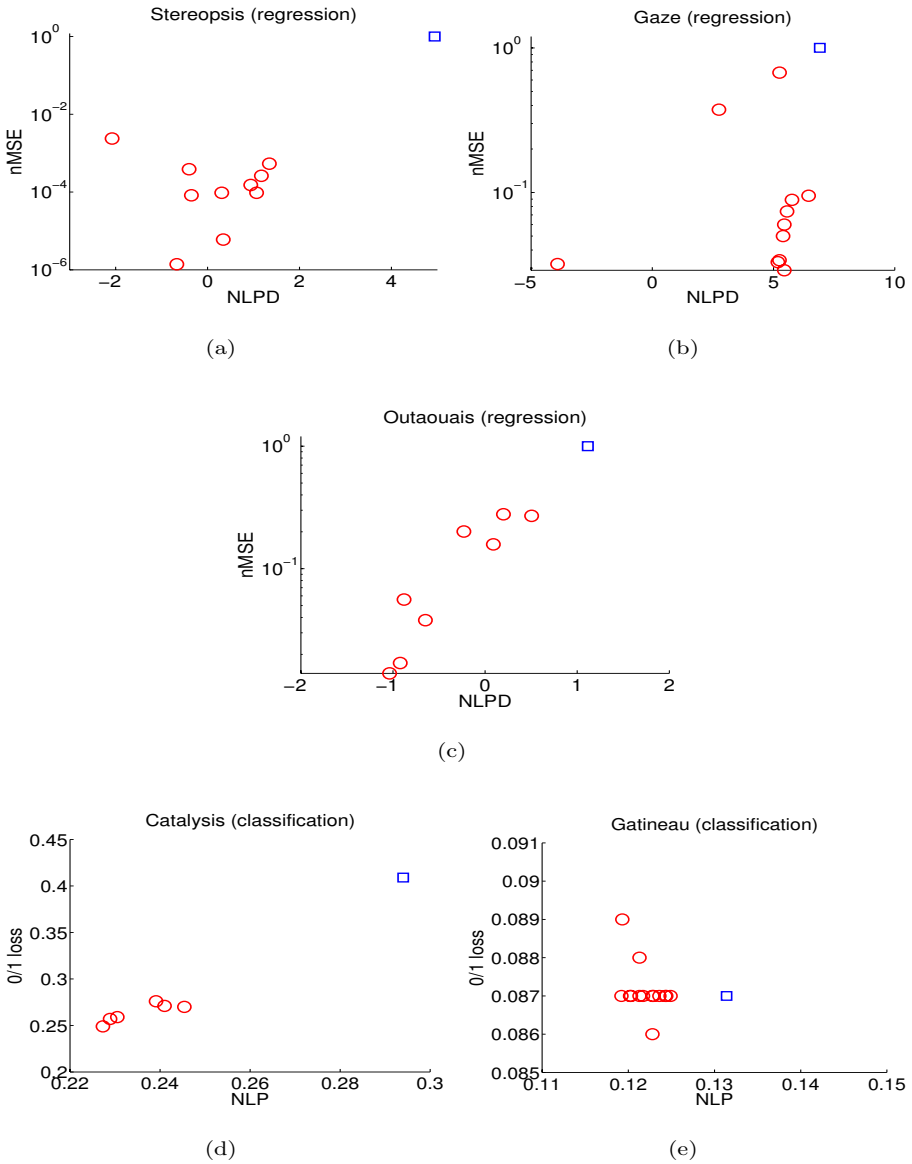 Stereopsis (regression)
10^0
10^−2
10^−4
10^−6
nMSE
−2
0
2
4
NLPD
(a)
Gaze (regression)
10^0
10^−1
nMSE
−5
0
5
10
NLPD
(b)
Outaouais (regression)
10^0
10^−1
nMSE
−2
−1
0
1
2
NLPD
(c)
Catalysis (classification)
0.45
0.4
0.35
0.3
0.25
0.2
0/1 loss
0.22
0.24
0.26
0.28
0.3
NLP
(d)
Gatineau (classification)
0.091
0.09
0.089
0.088
0.087
0.086
0.085
0/1 loss
0.11
0.12
0.13
0.14
0.15
NLP
(e)